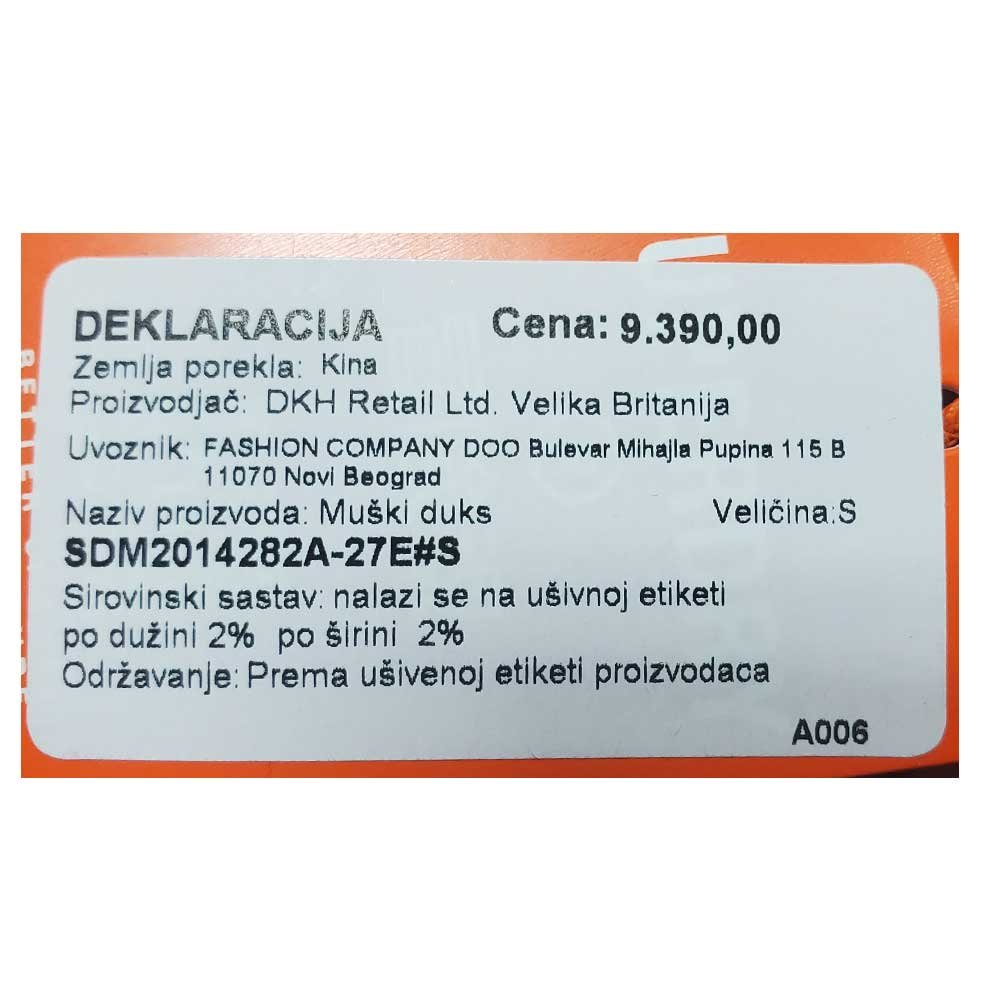 DEKLARACIJA Cena: 9.390,00
Zemlja porekla: Kina
Proizvodjač: DKH Retail Ltd. Velika Britanija
Uvoznik: FASHION COMPANY DOO Bulevar Mihajla Pupina 115 B
11070 Novi Beograd
Naziv proizvoda: Muški duks Veličina:S
SDM2014282A-27E#S
Sirovinski sastav: nalazi se na ušivnoj etiketi
po dužini 2% po širini 2%
Održavanje: Prema ušivenoj etiketi proizvodaca
A006